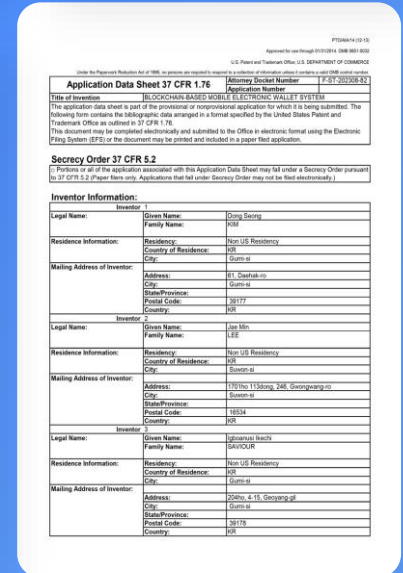 PTO/AIA/14 (12-13)
Approved for use through 01/31/2014. OMB 0651-0032
U.S. Patent and Trademark Office; U.S. DEPARTMENT OF COMMERCE
Under the Paperwork Reduction Act of 1995, no persons are required to respond to a collection of information unless it contains a valid OMB control number.
Application Data Sheet 37 CFR 1.76 Attorney Docket Number F-ST-202308-82
Application Number
Title of Invention BLOCKCHAIN-BASED MOBILE ELECTRONIC WALLET SYSTEM
The application data sheet is part of the provisional or nonprovisional application for which it is being submitted. The
following form contains the bibliographic data arranged in a format specified by the United States Patent and
Trademark Office as outlined in 37 CFR 1.76.
This document may be completed electronically and submitted to the Office in electronic format using the Electronic
Filing System (EFS) or the document may be printed and included in a paper filed application.
Secrecy Order 37 CFR 5.2
□ Portions or all of the application associated with this Application Data Sheet may fall under a Secrecy Order pursuant
to 37 CFR 5.2 (Paper filers only. Applications that fall under Secrecy Order may not be filed electronically.)
Inventor Information:
Inventor 1
Legal Name: Given Name: Dong Seong
Family Name: KIM
Residence Information: Residency: Non US Residency
Country of Residence: KR
City: Gumi-si
Mailing Address of Inventor:
Address: 61, Daehak-ro
City: Gumi-si
State/Province:
Postal Code: 39177
Country: KR
Inventor 2
Legal Name: Given Name: Jae Min
Family Name: LEE
Residence Information: Residency: Non US Residency
Country of Residence: KR
City: Suwon-si
Mailing Address of Inventor:
Address: 1701ho 113dong, 246, Gwongwang-ro
City: Suwon-si
State/Province:
Postal Code: 16534
Country: KR
Inventor 3
Legal Name: Given Name: Igboanusi Ikechi
Family Name: SAVIOUR
Residence Information: Residency: Non US Residency
Country of Residence: KR
City: Gumi-si
Mailing Address of Inventor:
Address: 204ho, 4-15, Geoyang-gil
City: Gumi-si
State/Province:
Postal Code: 39178
Country: KR